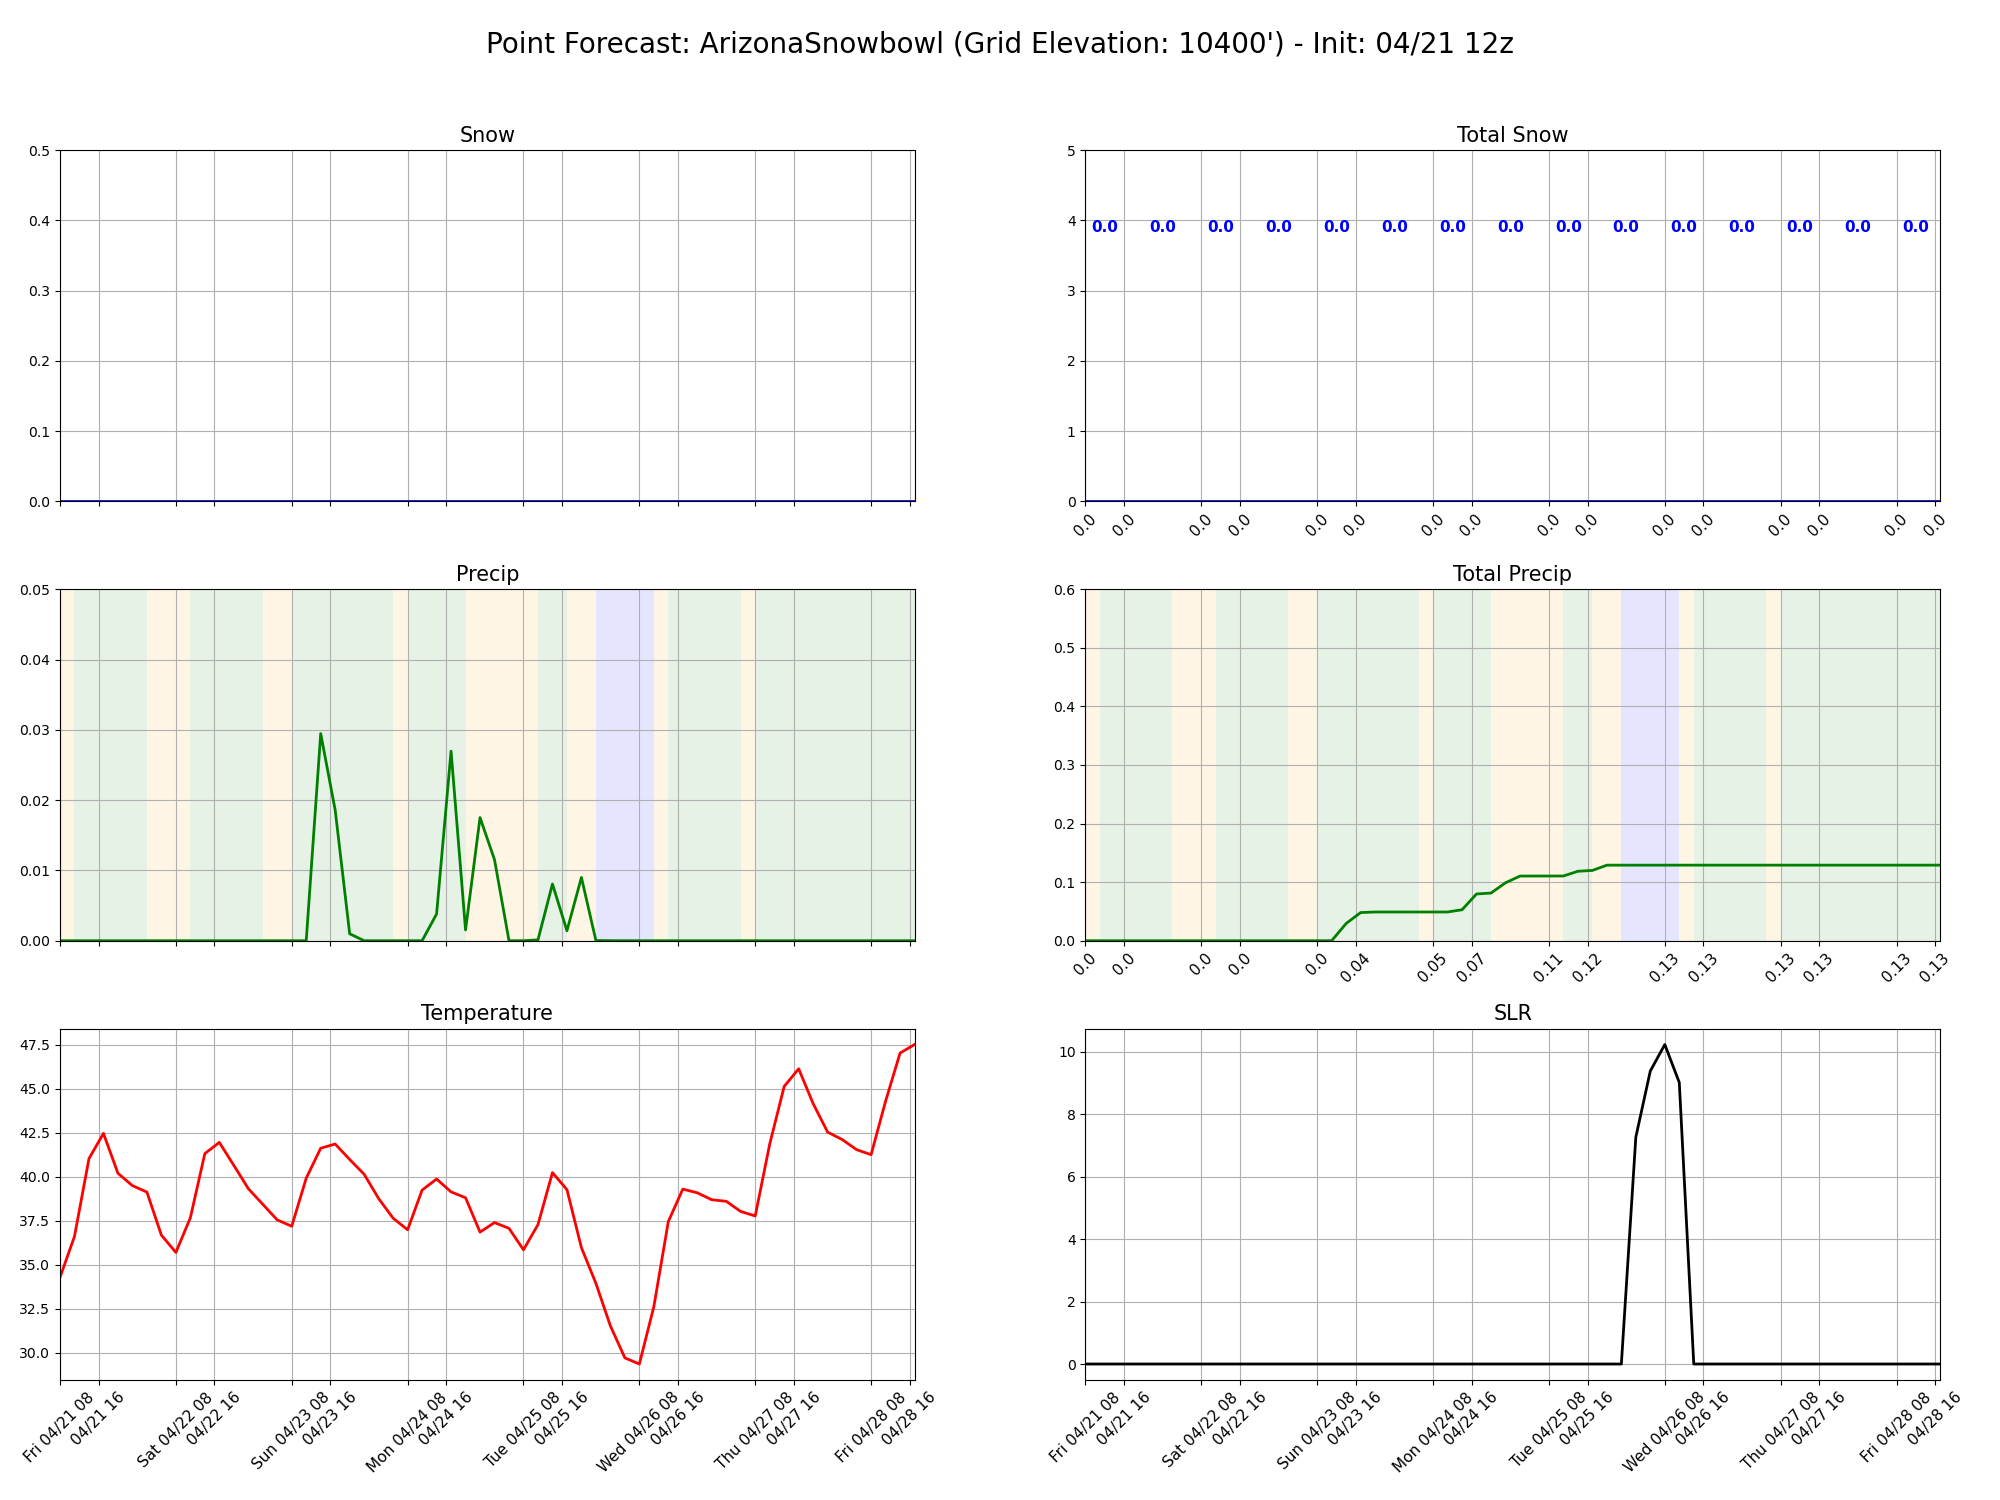 Point Forecast: ArizonaSnowbowl (Grid Elevation: 10400') - Init: 04/21 12z
Snow
0.5
0.4
0.3
0.2
0.1
0.0
Total Snow
5
4
3
2
1
0
0.0 0.0 0.0 0.0 0.0 0.0 0.0 0.0 0.0 0.0 0.0 0.0 0.0 0.0 0.0
0.0 0.0 0.0 0.0 0.0 0.0 0.0 0.0 0.0 0.0 0.0 0.0 0.0 0.0 0.0 0.0
Precip
0.05
0.04
0.03
0.02
0.01
0.00
Total Precip
0.6
0.5
0.4
0.3
0.2
0.1
0.0
0.0 0.0 0.0 0.0 0.0 0.04 0.05 0.07 0.11 0.12 0.13 0.13 0.13 0.13 0.13 0.13
Temperature
47.5
45.0
42.5
40.0
37.5
35.0
32.5
30.0
Fri 04/21 08
04/21 16
Sat 04/22 08
04/22 16
Sun 04/23 08
04/23 16
Mon 04/24 08
04/24 16
Tue 04/25 08
04/25 16
Wed 04/26 08
04/26 16
Thu 04/27 08
04/27 16
Fri 04/28 08
04/28 16
SLR
10
8
6
4
2
0
Fri 04/21 08
04/21 16
Sat 04/22 08
04/22 16
Sun 04/23 08
04/23 16
Mon 04/24 08
04/24 16
Tue 04/25 08
04/25 16
Wed 04/26 08
04/26 16
Thu 04/27 08
04/27 16
Fri 04/28 08
04/28 16